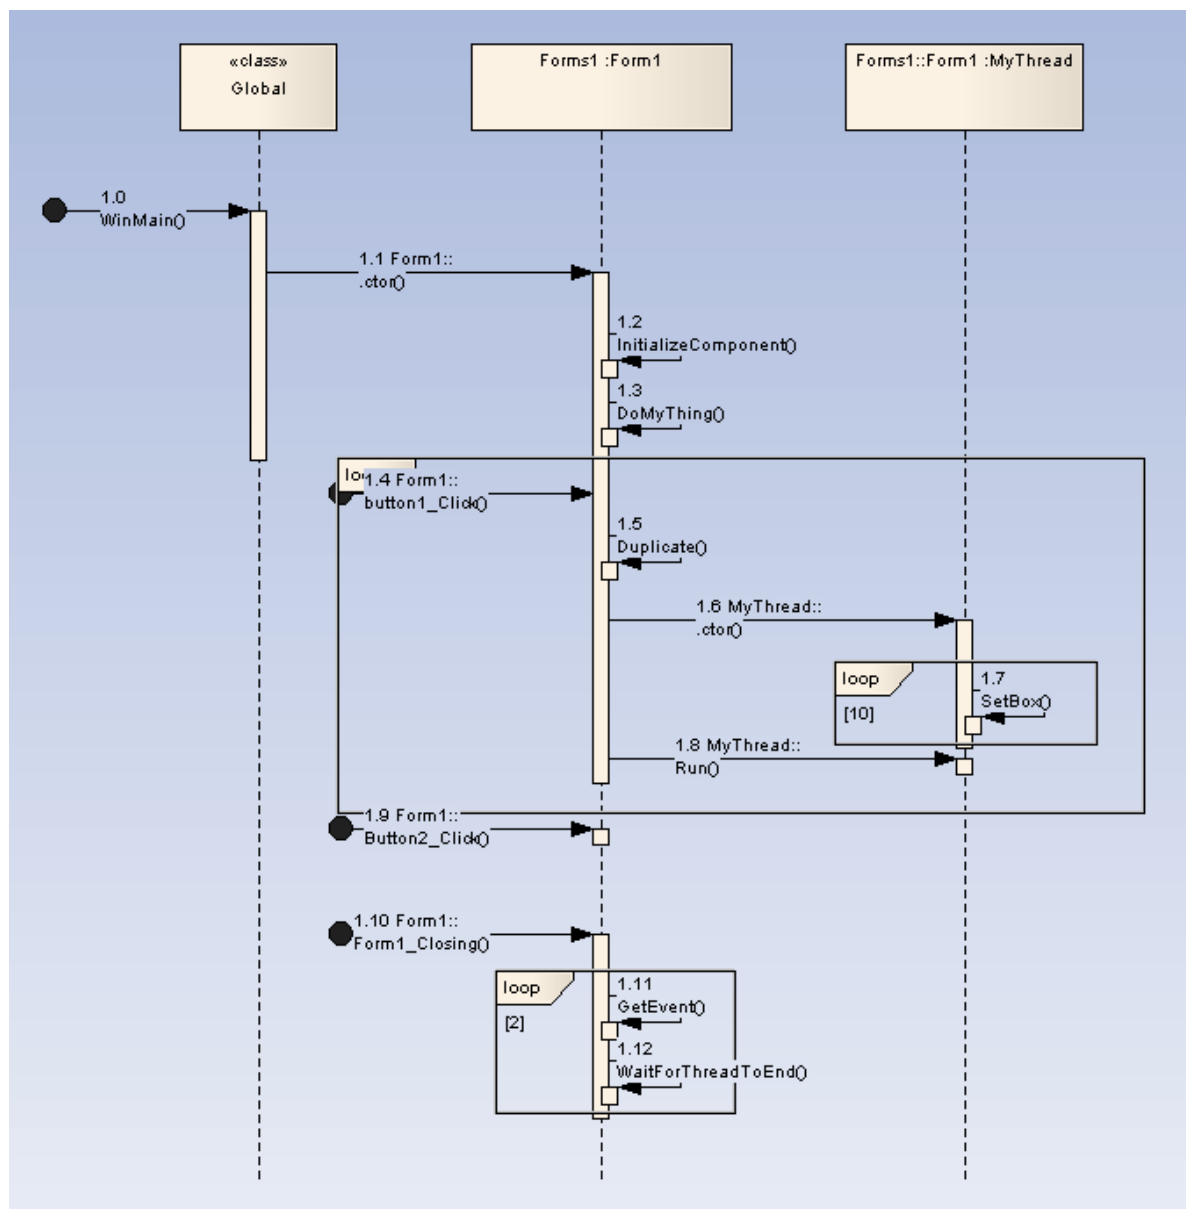 «class»
Global
Forms1 :Form1
Forms1::Form1 :MyThread
1.0
WinMain()
1.1 Form1::
.ctor()
1.2
InitializeComponent()
1.3
DoMyThing()
1.4 Form1::
button1_Click()
1.5
Duplicate()
1.6 MyThread::
.ctor()
loop
[10]
1.7
SetBox()
1.8 MyThread::
Run()
1.9 Form1::
Button2_Click()
1.10 Form1::
Form1_Closing()
loop
[2]
1.11
GetEvent()
1.12
WaitForThreadToEnd()